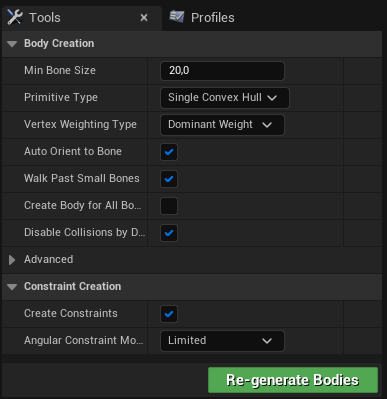 Tools
Profiles
Body Creation
Min Bone Size
20,0
Primitive Type
Single Convex Hull
Vertex Weighting Type
Dominant Weight
Auto Orient to Bone
Walk Past Small Bones
Create Body for All Bo...
Disable Collisions by D...
Advanced
Constraint Creation
Create Constraints
Angular Constraint Mo...
Limited
Re-generate Bodies